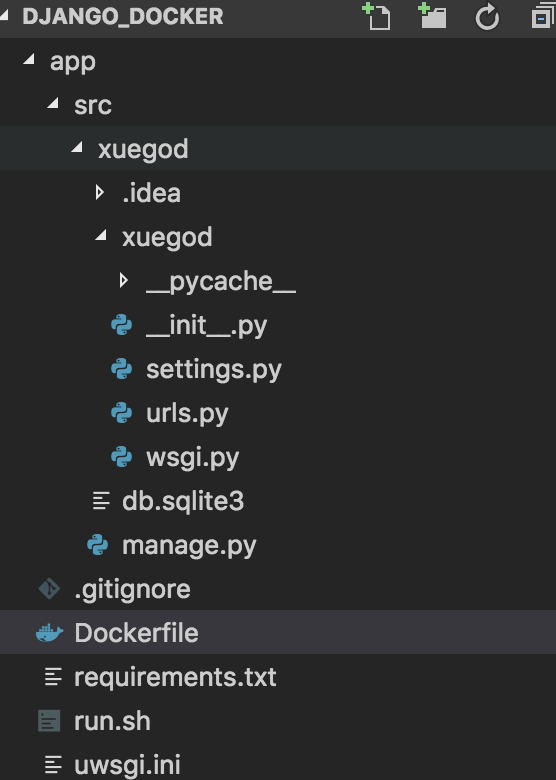 DJANGO_DOCKER
app
src
xuegod
.idea
xuegod
__pycache__
__init__.py
settings.py
urls.py
wsgi.py
db.sqlite3
manage.py
.gitignore
Dockerfile
requirements.txt
run.sh
uwsgi.ini